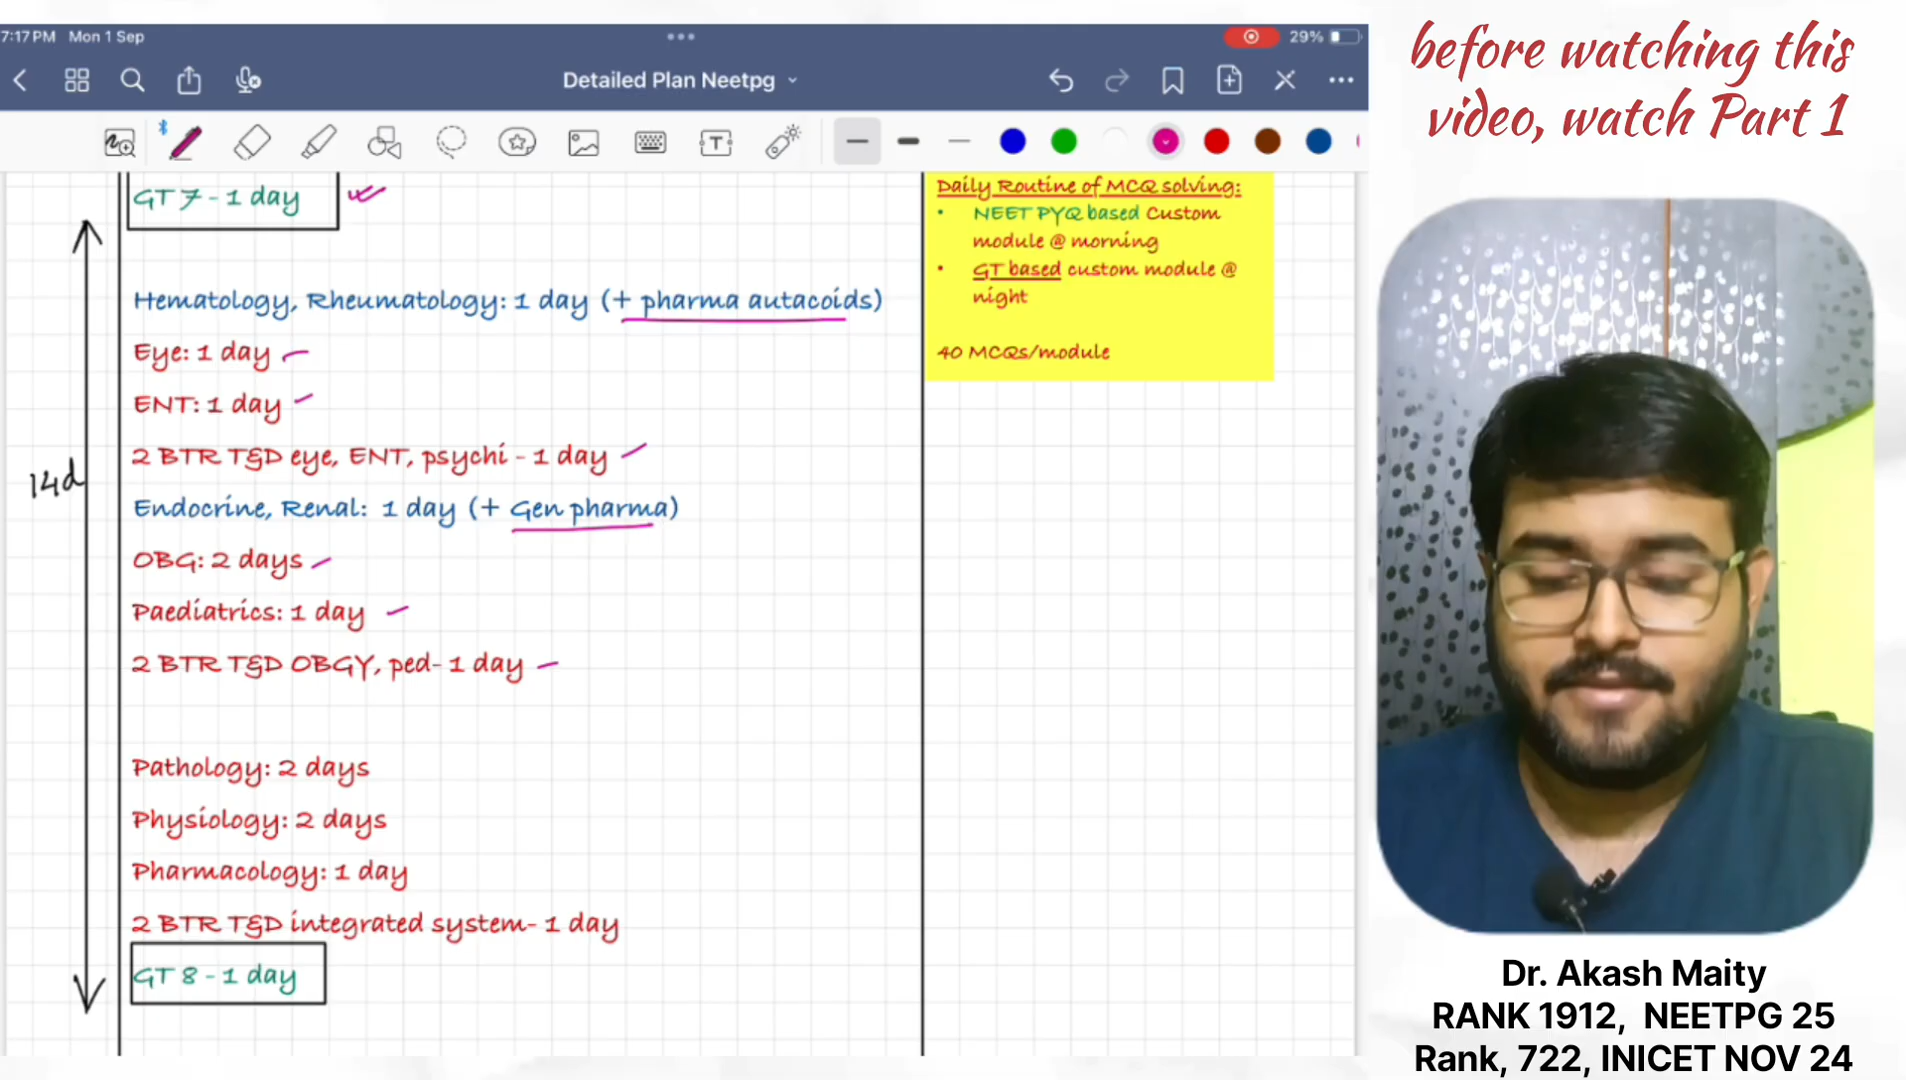 7:17 PM Mon 1 Sep
29%
Detailed Plan Neetpg
before watching this
video, watch Part 1
GT 7 - 1 day
Hematology, Rheumatology: 1 day (+ pharma autacoids)
Eye: 1 day
ENT: 1 day
2 BTR T&D eye, ENT, psychi - 1 day
14d
Endocrine, Renal: 1 day (+ Gen pharma)
OBG: 2 days
Paediatrics: 1 day
2 BTR T&D OBGY, ped- 1 day
Pathology: 2 days
Physiology: 2 days
Pharmacology: 1 day
2 BTR T&D integrated system- 1 day
GT 8 - 1 day
Daily Routine of MCQ solving:
• NEET PYQ based Custom
module @ morning
• GT based custom module @
night
40 MCQs/module
Dr. Akash Maity
RANK 1912, NEETPG 25
Rank, 722, INICET NOV 24